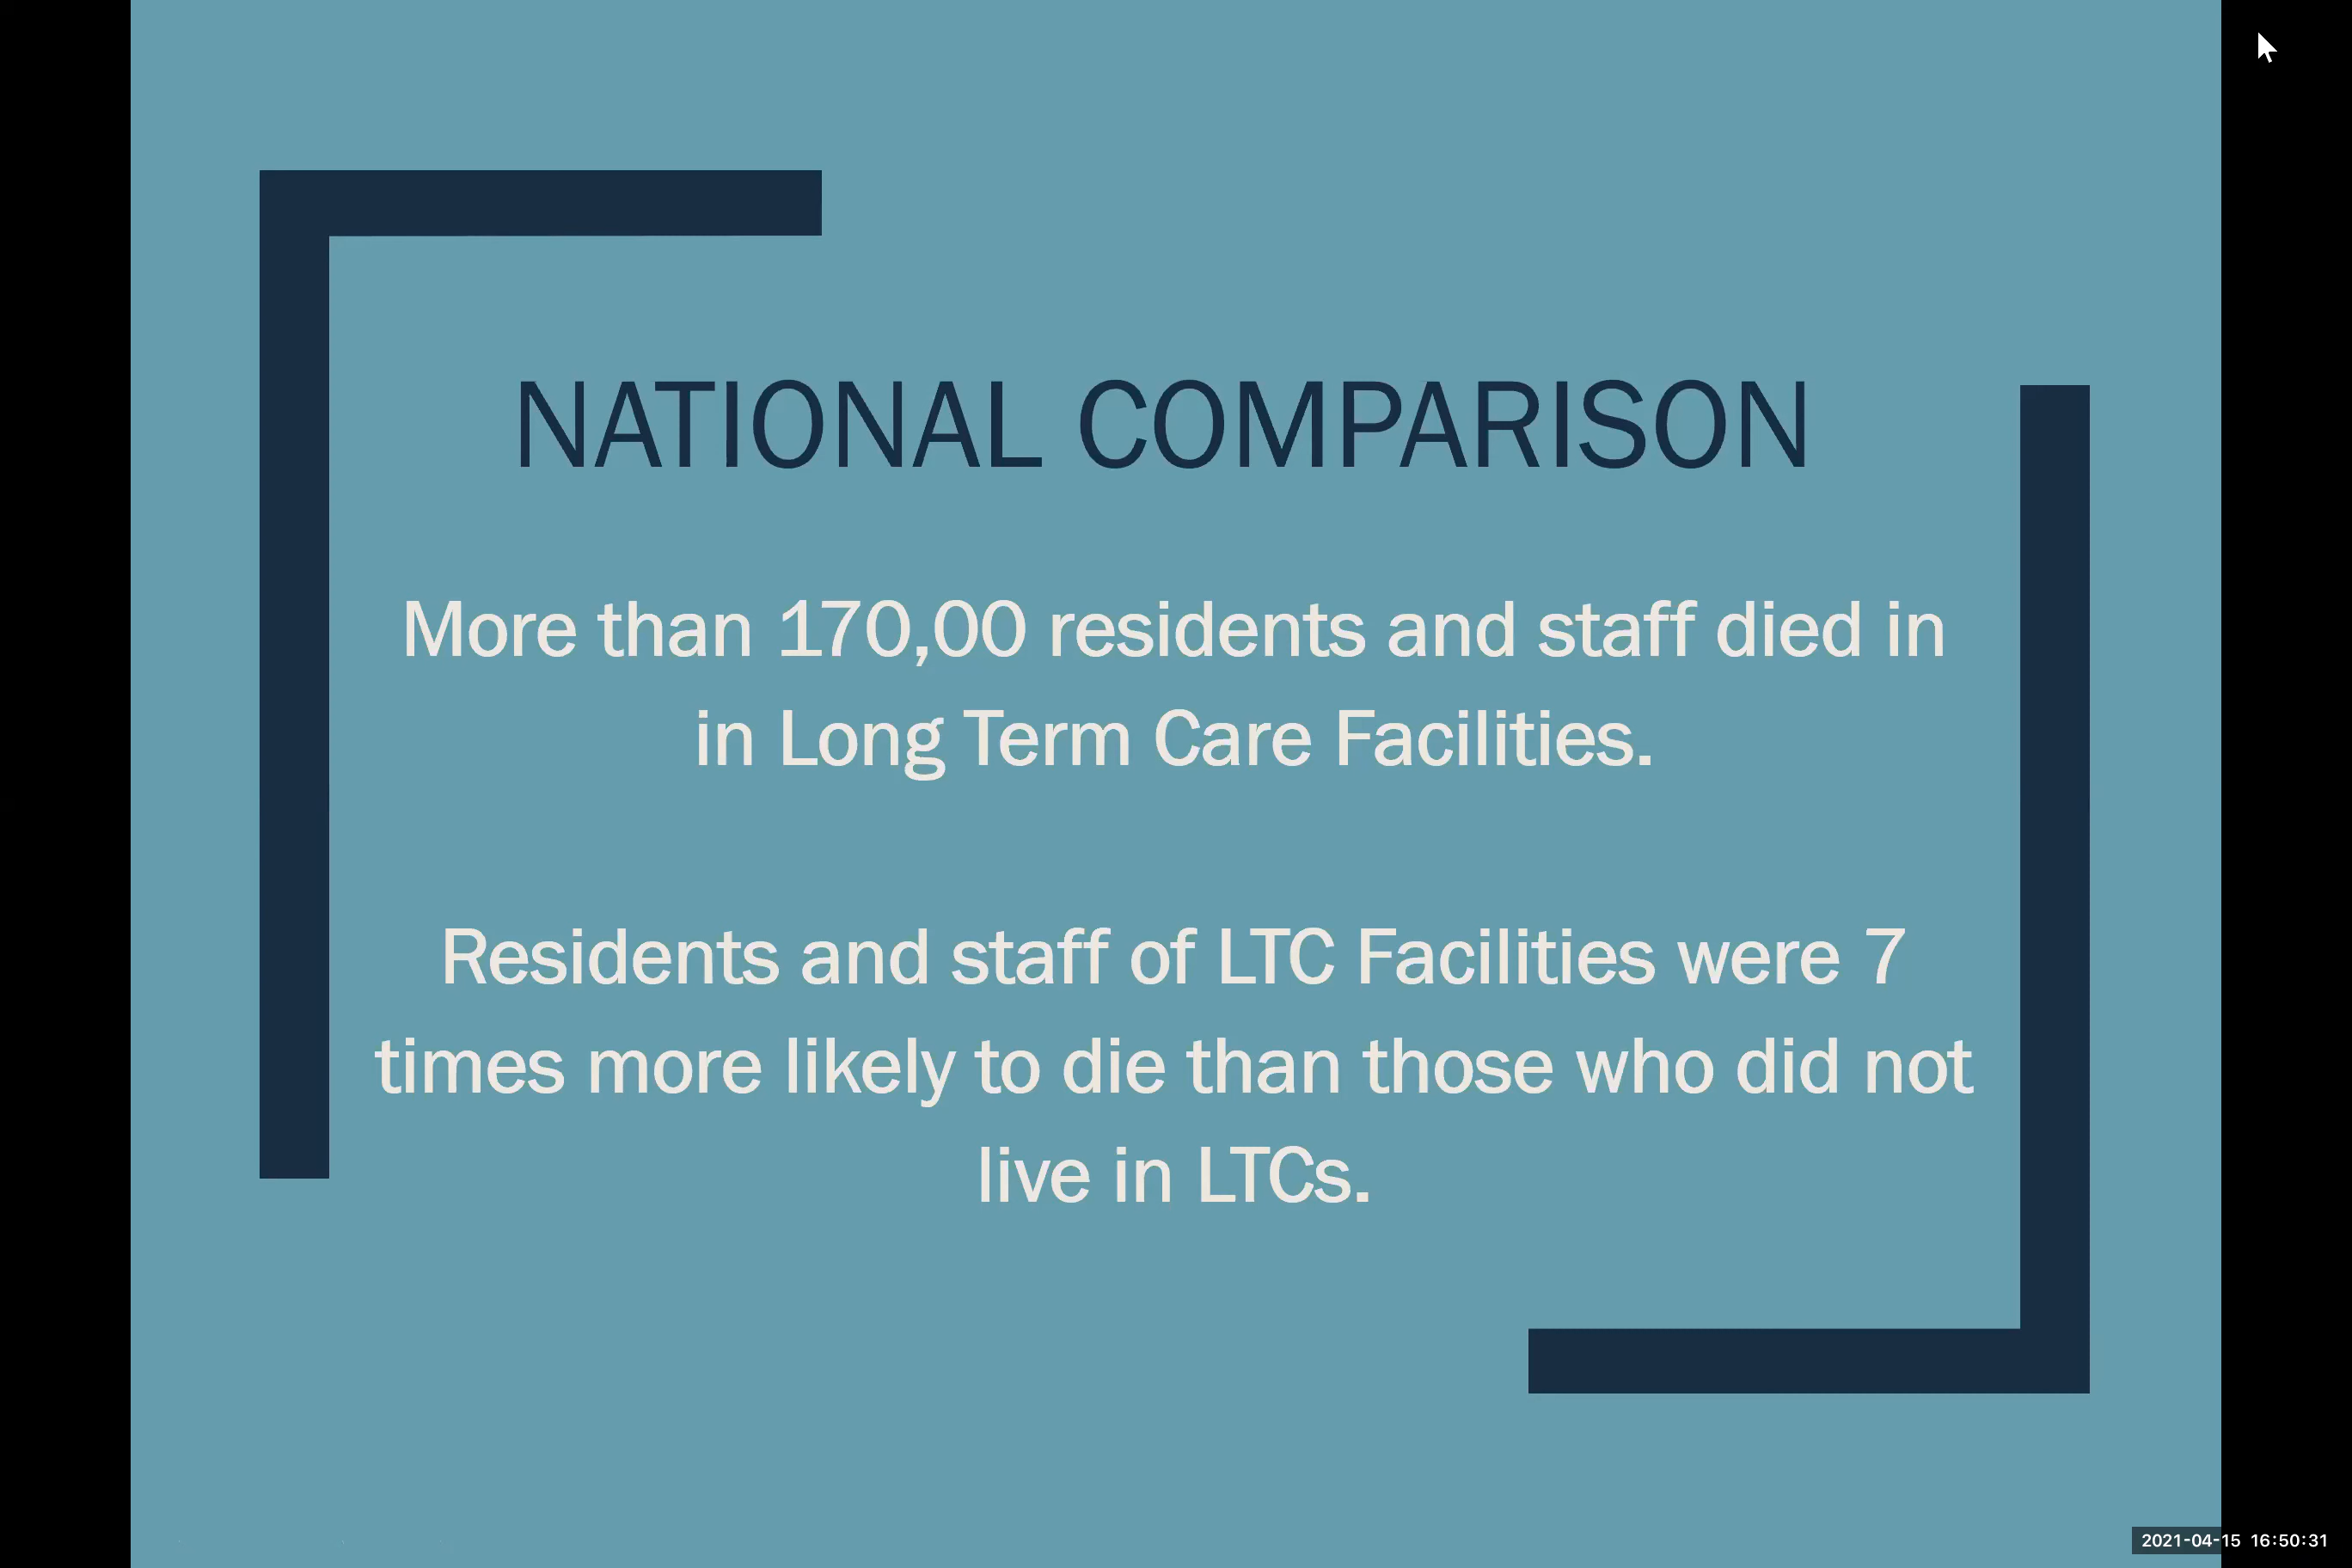 NATIONAL COMPARISON
More than 170,00 residents and staff died in
in Long Term Care Facilities.
Residents and staff of LTC Facilities were 7
times more likely to die than those who did not
live in LTCs.
2021-04-15 16:50:31